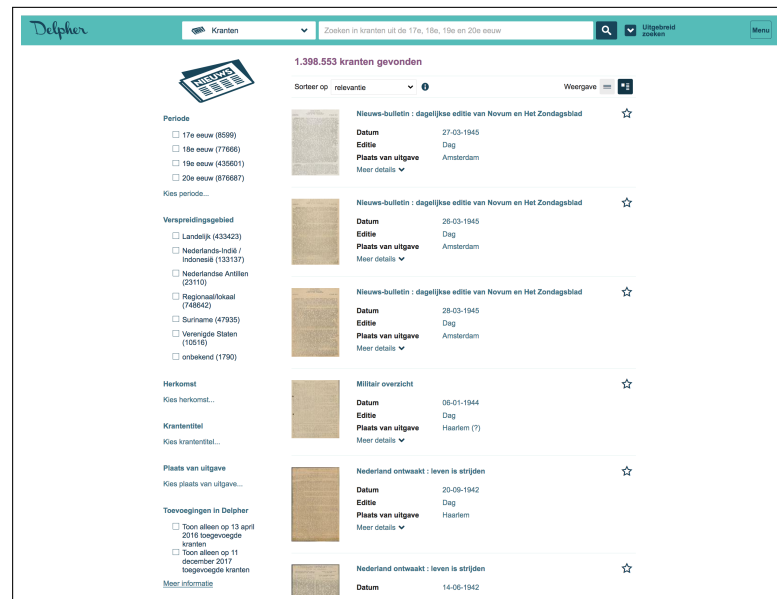 Delpher
Kranten
Zoeken in kranten uit de 17e, 18e, 19e en 20e eeuw
Uitgebreid
zoeken
Menu
NIEUWS
1.398.553 kranten gevonden
Sorteer op relevantie
Weergave
Periode
17e eeuw (8599)
18e eeuw (77666)
19e eeuw (435601)
20e eeuw (876687)
Kies periode...
Verspreidingsgebied
Landelijk (433423)
Nederlands-Indië /
Indonesië (133137)
Nederlandse Antillen
(23110)
Regionaal/lokaal
(748642)
Suriname (47935)
Verenigde Staten
(10516)
onbekend (1790)
Herkomst
Kies herkomst...
Krantentitel
Kies krantentitel...
Plaats van uitgave
Kies plaats van uitgave...
Toevoegingen in Delpher
Toon alleen op 13 april
2016 toegevoegde
kranten
Toon alleen op 11
december 2017
toegevoegde kranten
Meer informatie
Nieuws-bulletin : dagelijkse editie van Novum en Het Zondagsblad
Datum 27-03-1945
Editie Dag
Plaats van uitgave Amsterdam
Meer details
Nieuws-bulletin : dagelijkse editie van Novum en Het Zondagsblad
Datum 26-03-1945
Editie Dag
Plaats van uitgave Amsterdam
Meer details
Nieuws-bulletin : dagelijkse editie van Novum en Het Zondagsblad
Datum 28-03-1945
Editie Dag
Plaats van uitgave Amsterdam
Meer details
Militair overzicht
Datum 06-01-1944
Editie Dag
Plaats van uitgave Haarlem (?)
Meer details
Nederland ontwaakt : leven is strijden
Datum 20-09-1942
Editie Dag
Plaats van uitgave Haarlem
Meer details
Nederland ontwaakt : leven is strijden
Datum 14-06-1942